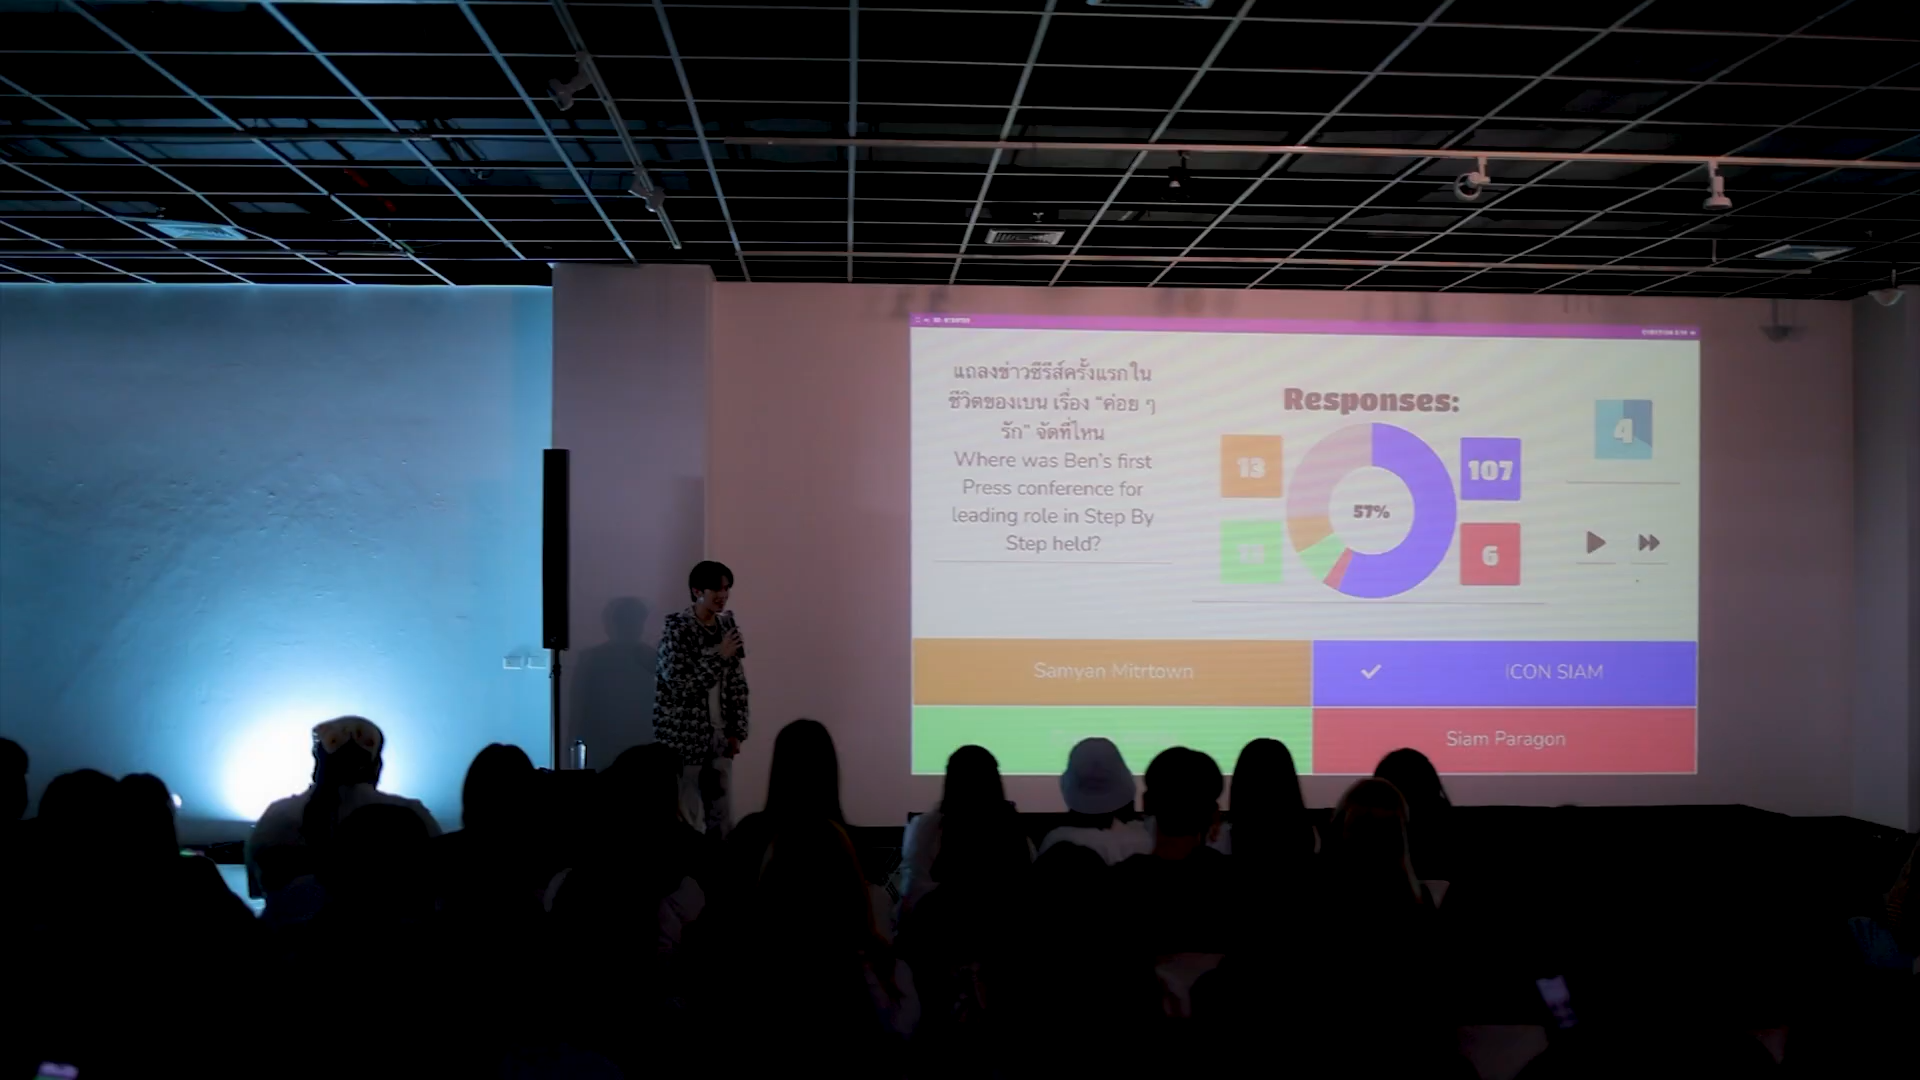 แถลงข่าวซีรีส์ครั้งแรกใน
ชีวิตของเบน เรื่อง “ค่อย ๆ
รัก” จัดที่ไหน
Where was Ben's first
Press conference for
leading role in Step By
Step held?
Responses:
13
107
57%
6
4
Samyan Mitrtown
ICON SIAM
Siam Paragon